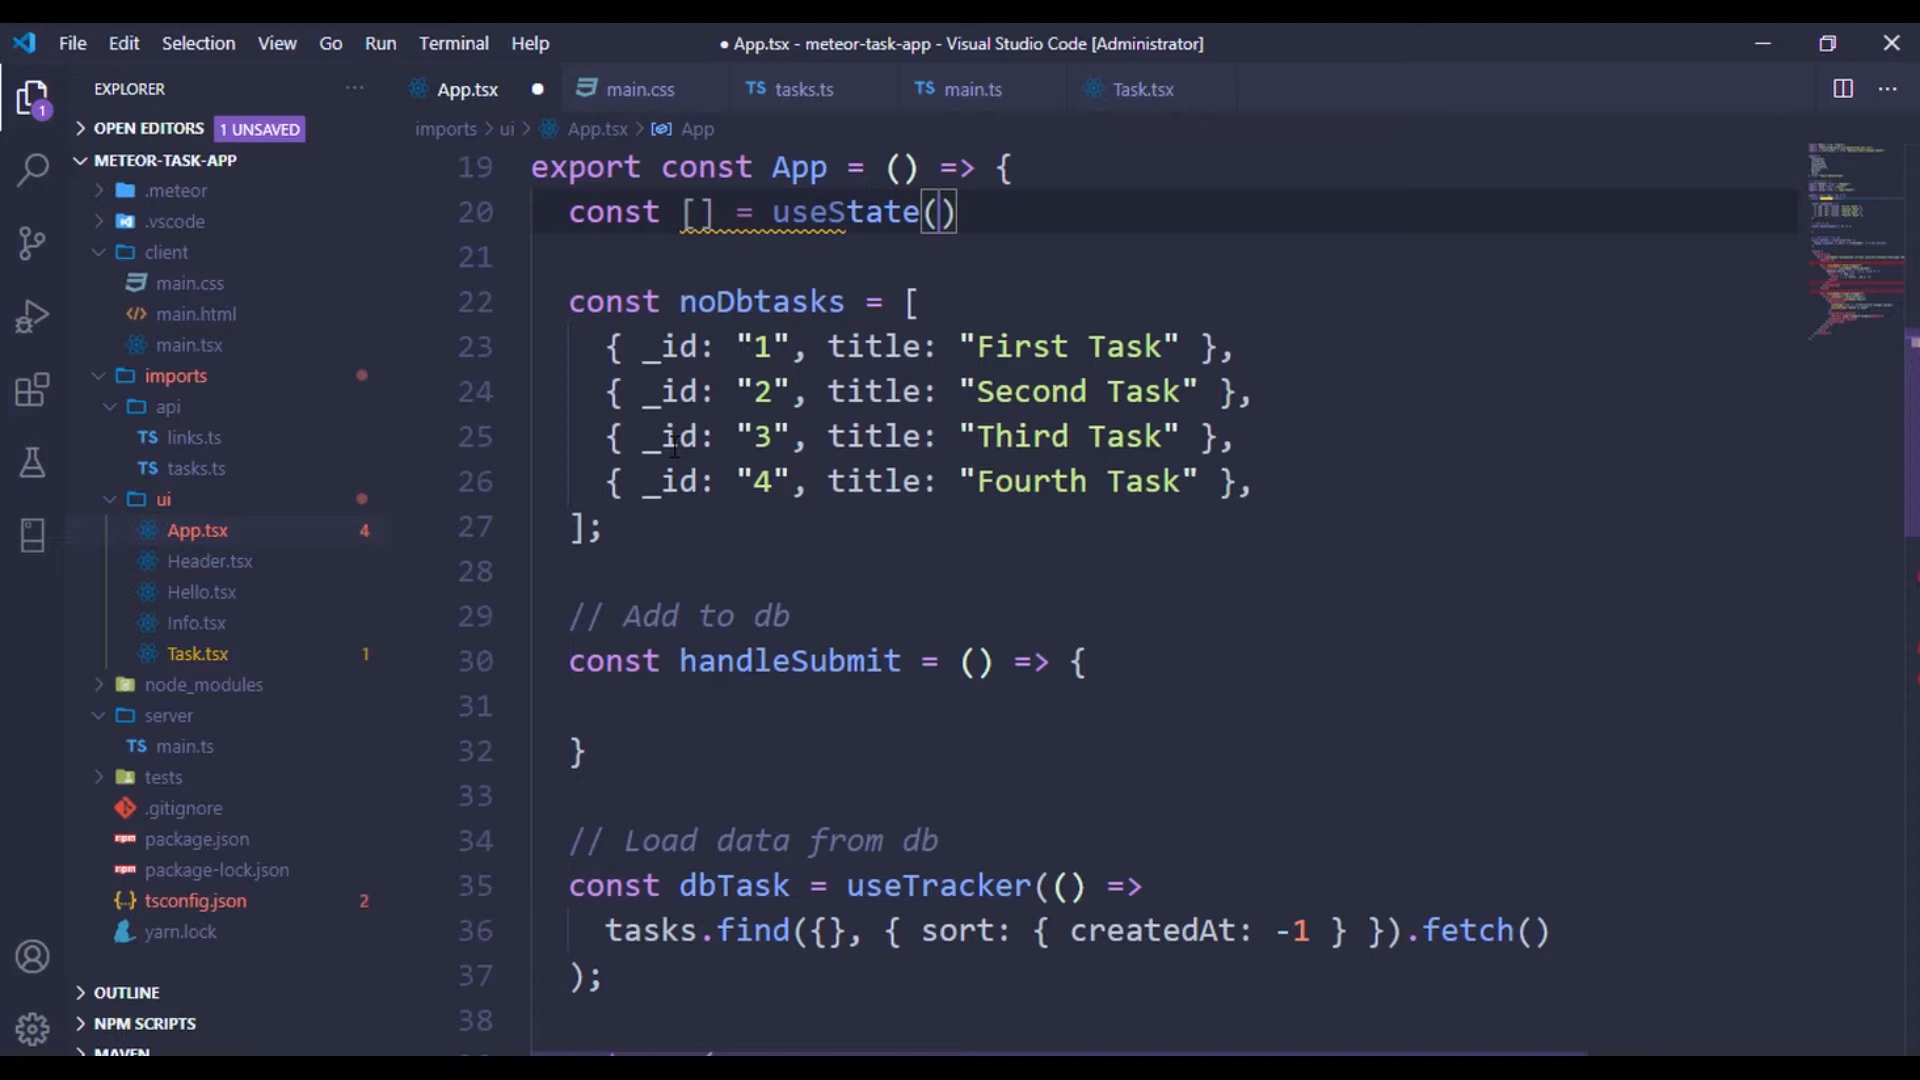 File Edit Selection View Go Run Terminal Help
● App.tsx - meteor-task-app - Visual Studio Code [Administrator]
EXPLORER
OPEN EDITORS 1 UNSAVED
METEOR-TASK-APP
.meteor
.vscode
client
main.css
main.html
main.tsx
imports
api
links.ts
tasks.ts
ui
App.tsx 4
Header.tsx
Hello.tsx
Info.tsx
Task.tsx 1
node_modules
server
main.ts
tests
.gitignore
package.json
package-lock.json
tsconfig.json 2
yarn.lock
OUTLINE
NPM SCRIPTS
MAVEN
1
App.tsx main.css TS tasks.ts TS main.ts Task.tsx
imports > ui > App.tsx > App
19 export const App = () => {
20 const [] = useState()
21
22 const noDbtasks = [
23 { _id: "1", title: "First Task" },
24 { _id: "2", title: "Second Task" },
25 { _id: "3", title: "Third Task" },
26 { _id: "4", title: "Fourth Task" },
27 ];
28
29 // Add to db
30 const handleSubmit = () => {
31
32 }
33
34 // Load data from db
35 const dbTask = useTracker(() =>
36 tasks.find({}, { sort: { createdAt: -1 } }).fetch()
37 );
38